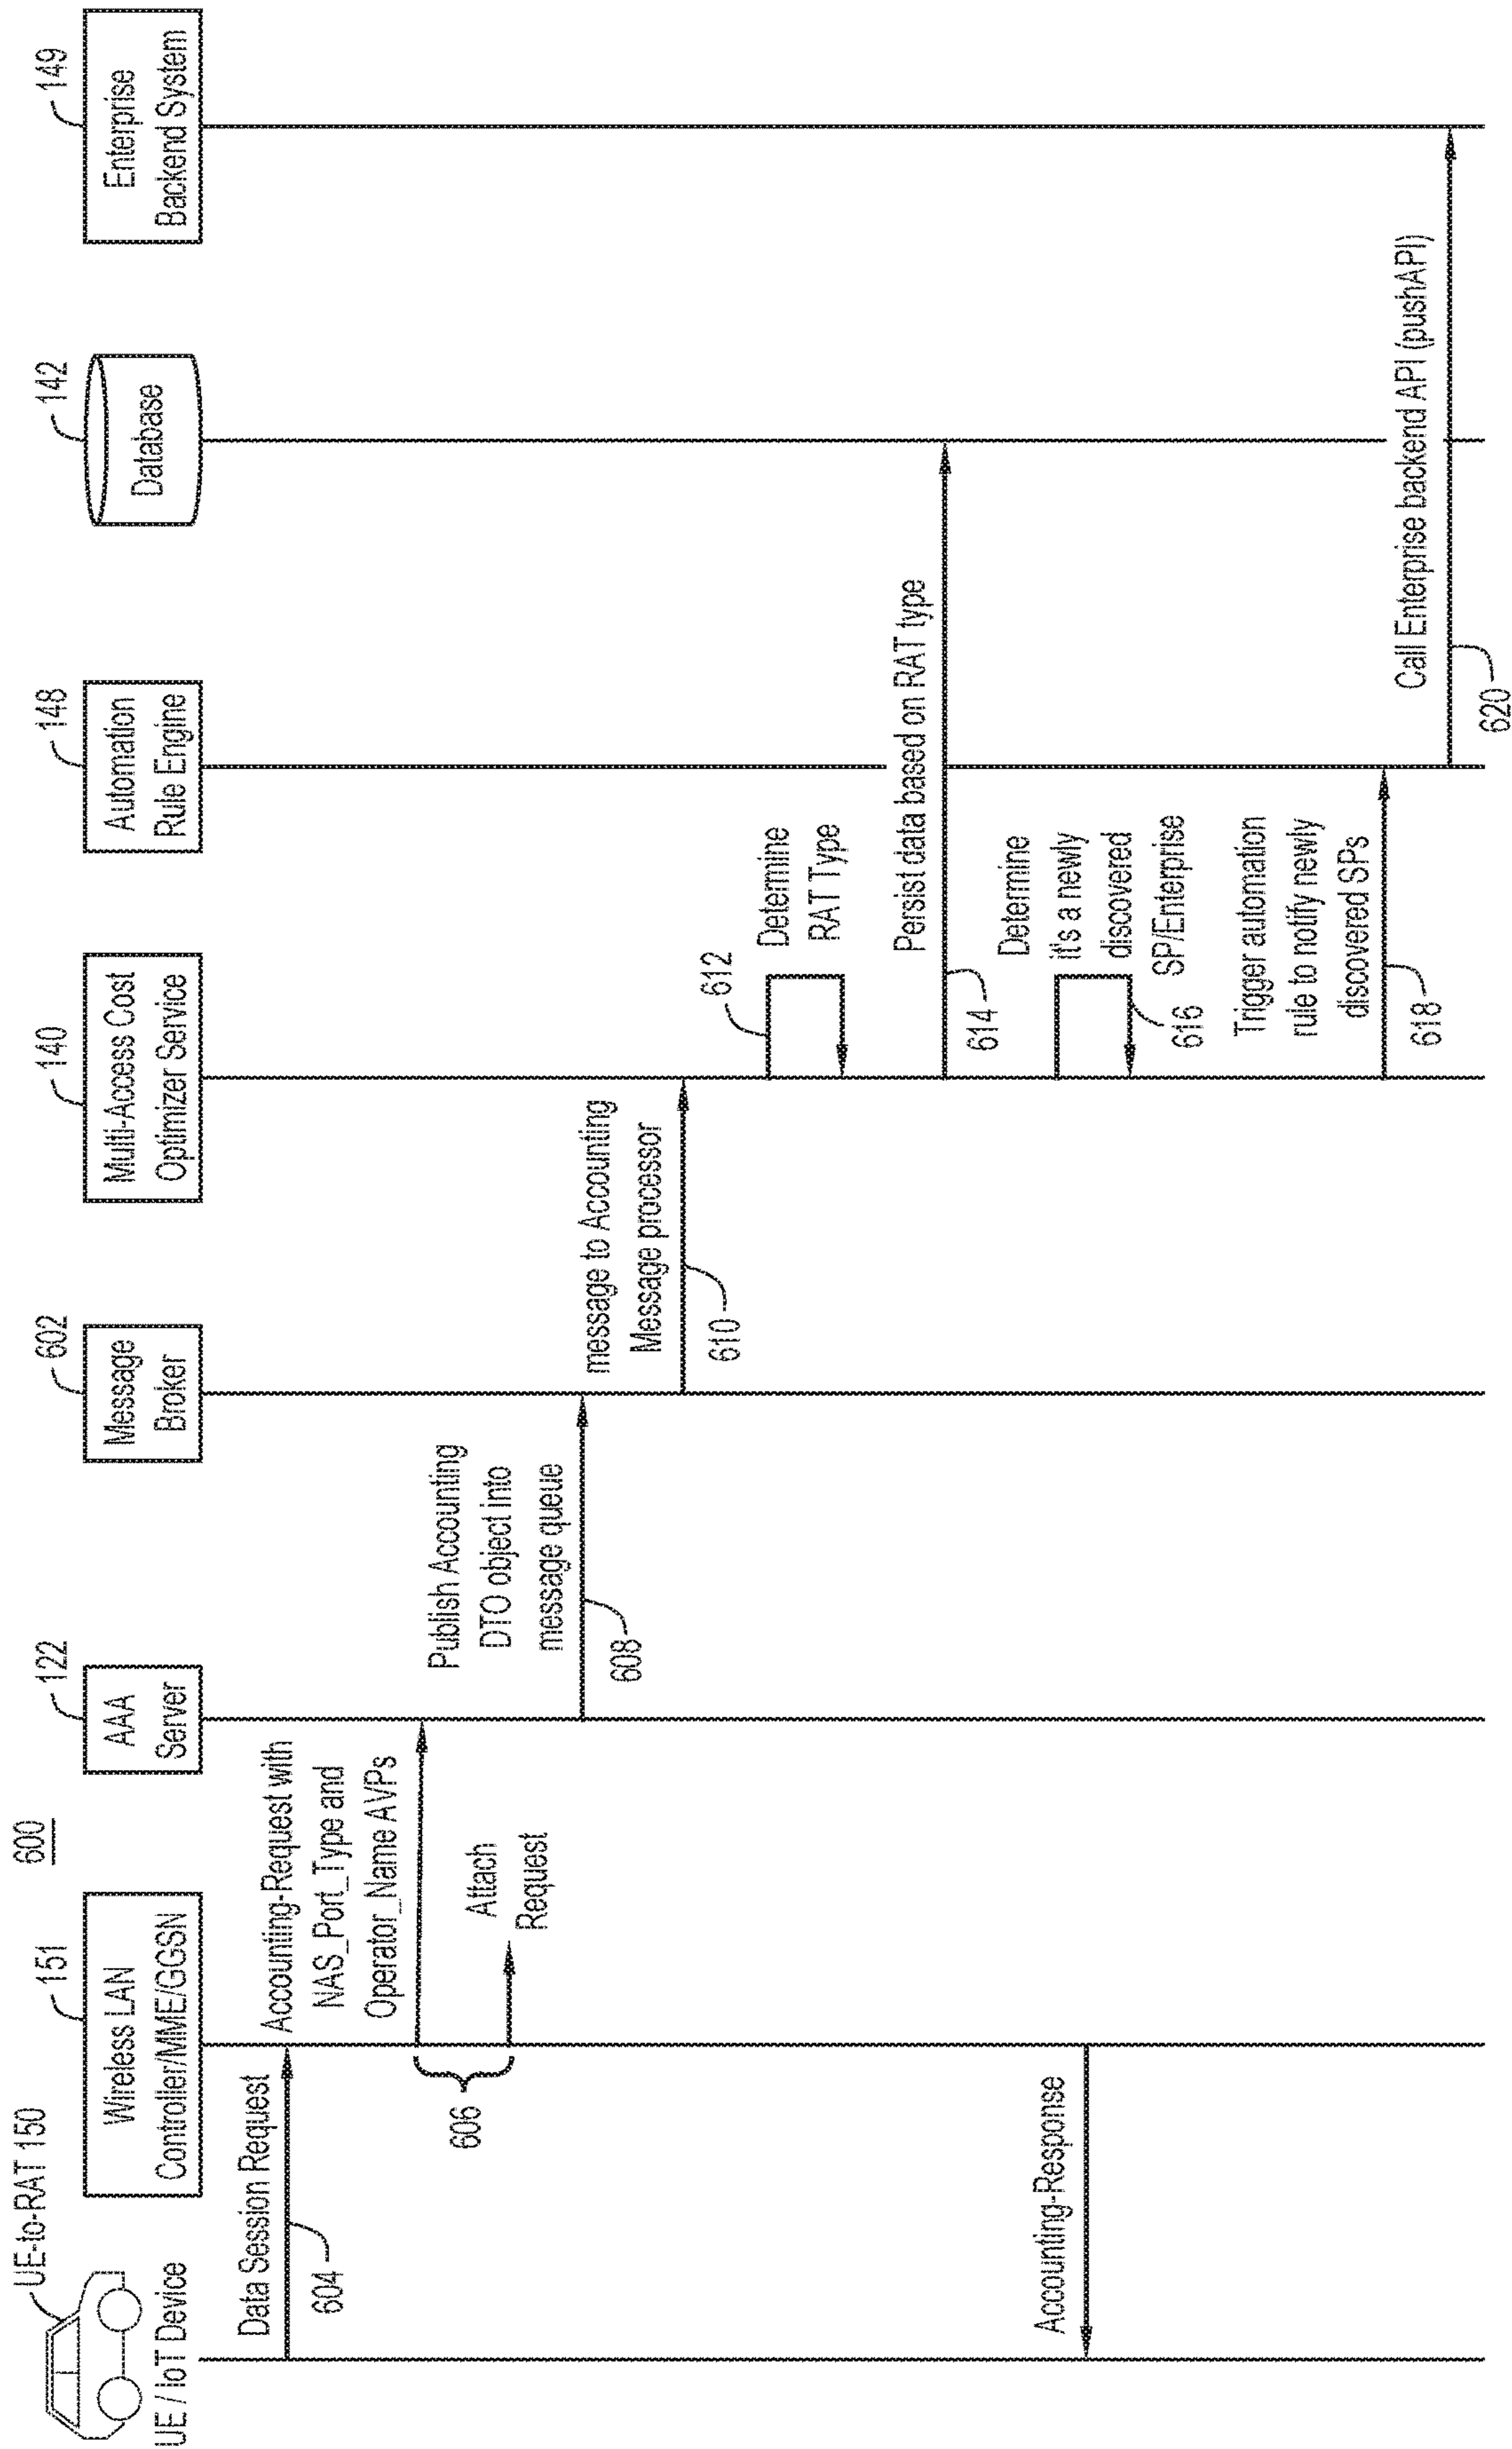 600
UE-to-RAT 150
UE / IoT Device
151
Wireless LAN
Controller/MME/GGSN
122
AAA
Server
602
Message
Broker
140
Multi-Access Cost
Optimizer Service
148
Automation
Rule Engine
142
Database
149
Enterprise
Backend System
Data Session Request
604
Accounting-Request with
NAS_Port_Type and
Operator_Name AVPs
Attach
Request
606
Publish Accounting
DTO object into
message queue
608
message to Accounting
Message processor
610
612
Determine
RAT Type
Persist data based on RAT type
614
Determine
it's a newly
discovered
SP/Enterprise
616
Accounting-Response
Trigger automation
rule to notify newly
discovered SPs
618
Call Enterprise backend API (pushAPI)
620